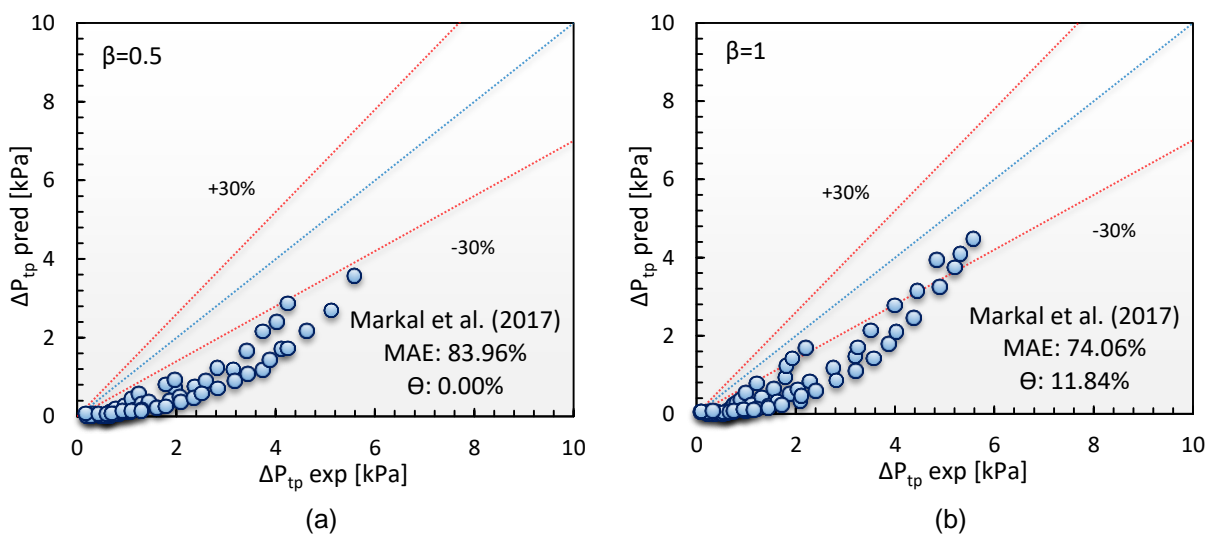 β=0.5
10
8
6
4
2
0
ΔPtp pred [kPa]
+30%
-30%
Markal et al. (2017)
MAE: 83.96%
Ɵ: 0.00%
0 2 4 6 8 10
ΔPtp exp [kPa]
(a)
β=1
10
8
6
4
2
0
ΔPtp pred [kPa]
+30%
-30%
Markal et al. (2017)
MAE: 74.06%
Ɵ: 11.84%
0 2 4 6 8 10
ΔPtp exp [kPa]
(b)